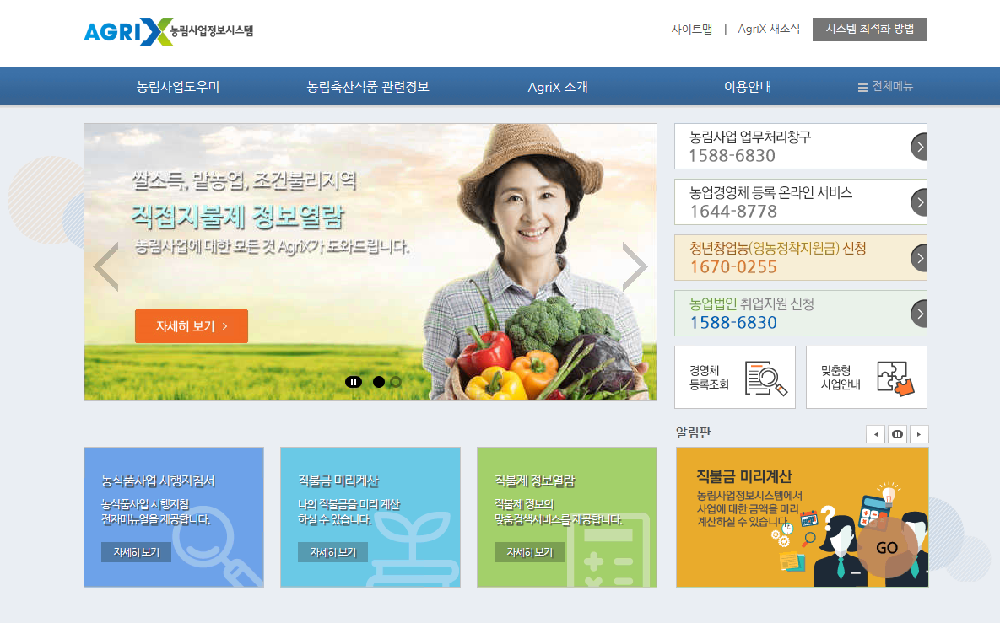 AGRIX 농림사업정보시스템
사이트맵 | AgriX 새소식 시스템 최적화 방법
농림사업도우미 농림축산식품 관련정보 AgriX 소개 이용안내 전체메뉴
쌀소득, 밭농업, 조건불리지역
직접지불제 정보열람
농림사업에 대한 모든 것 AgriX가 도와드립니다.
자세히 보기 >
농림사업 업무처리창구
1588-6830
농업경영체 등록 온라인 서비스
1644-8778
청년창업농(영농정착지원금) 신청
1670-0255
농업법인 취업지원 신청
1588-6830
경영체
등록조회
맞춤형
사업안내
알림판
농식품사업 시행지침서
농식품사업 시행지침
전자메뉴얼을 제공합니다.
자세히 보기
직불금 미리계산
나의 직불금을 미리 계산
하실 수 있습니다.
자세히 보기
직불제 정보열람
직불제 정보의
맞춤검색서비스를 제공합니다.
자세히 보기
직불금 미리계산
농림사업정보시스템에서
사업에 대한 금액을 미리
계산하실 수 있습니다.
GO